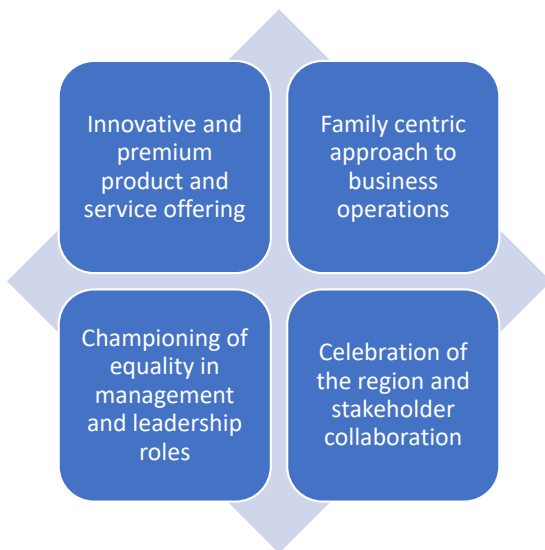 Innovative and
premium
product and
service offering
Family centric
approach to
business
operations
Championing of
equality in
management
and leadership
roles
Celebration of
the region and
stakeholder
collaboration